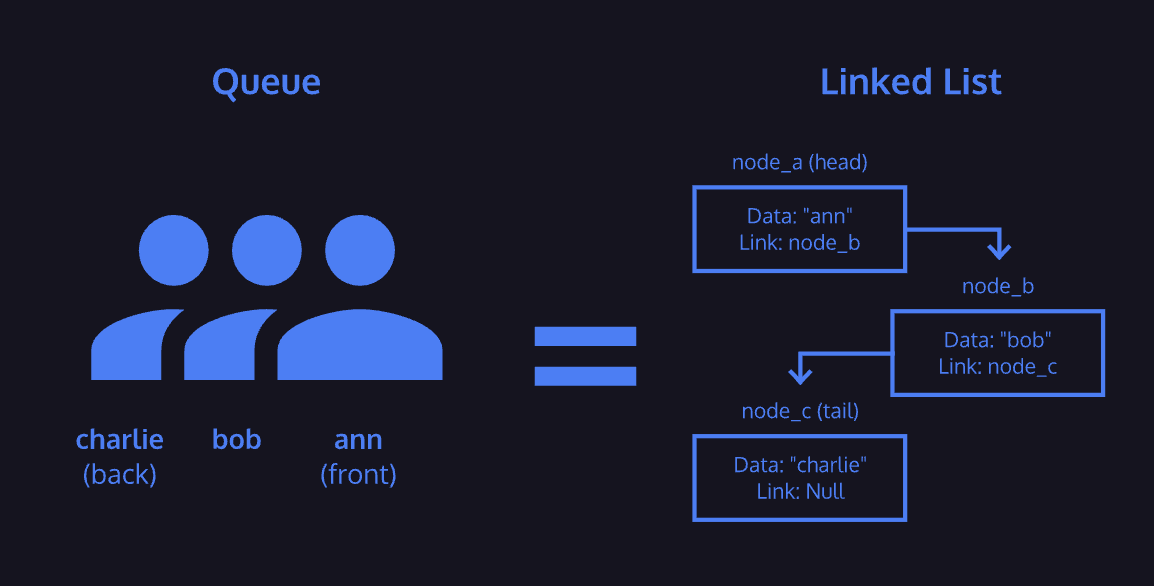 Queue
charlie
(back)
bob
ann
(front)
Linked List
node_a (head)
Data: "ann"
Link: node_b
node_b
Data: "bob"
Link: node_c
node_c (tail)
Data: "charlie"
Link: Null